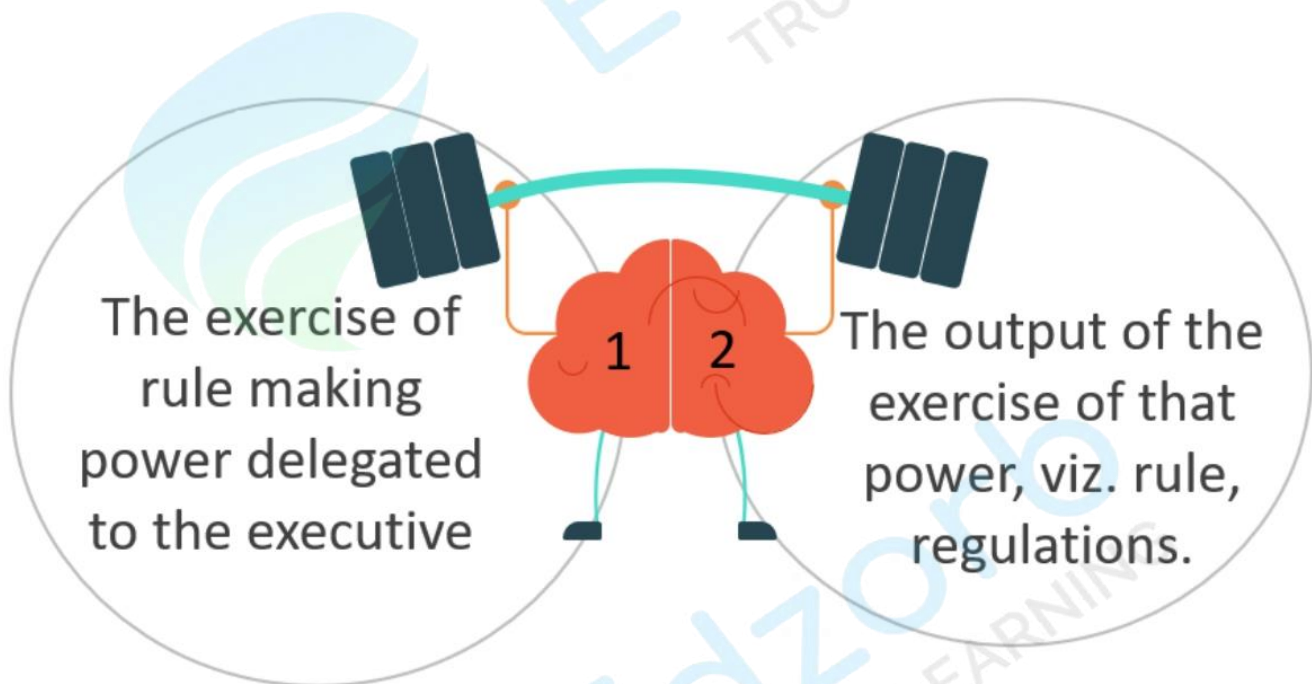 The exercise of
rule making
power delegated
to the executive
1
2
The output of the
exercise of that
power, viz. rule,
regulations.